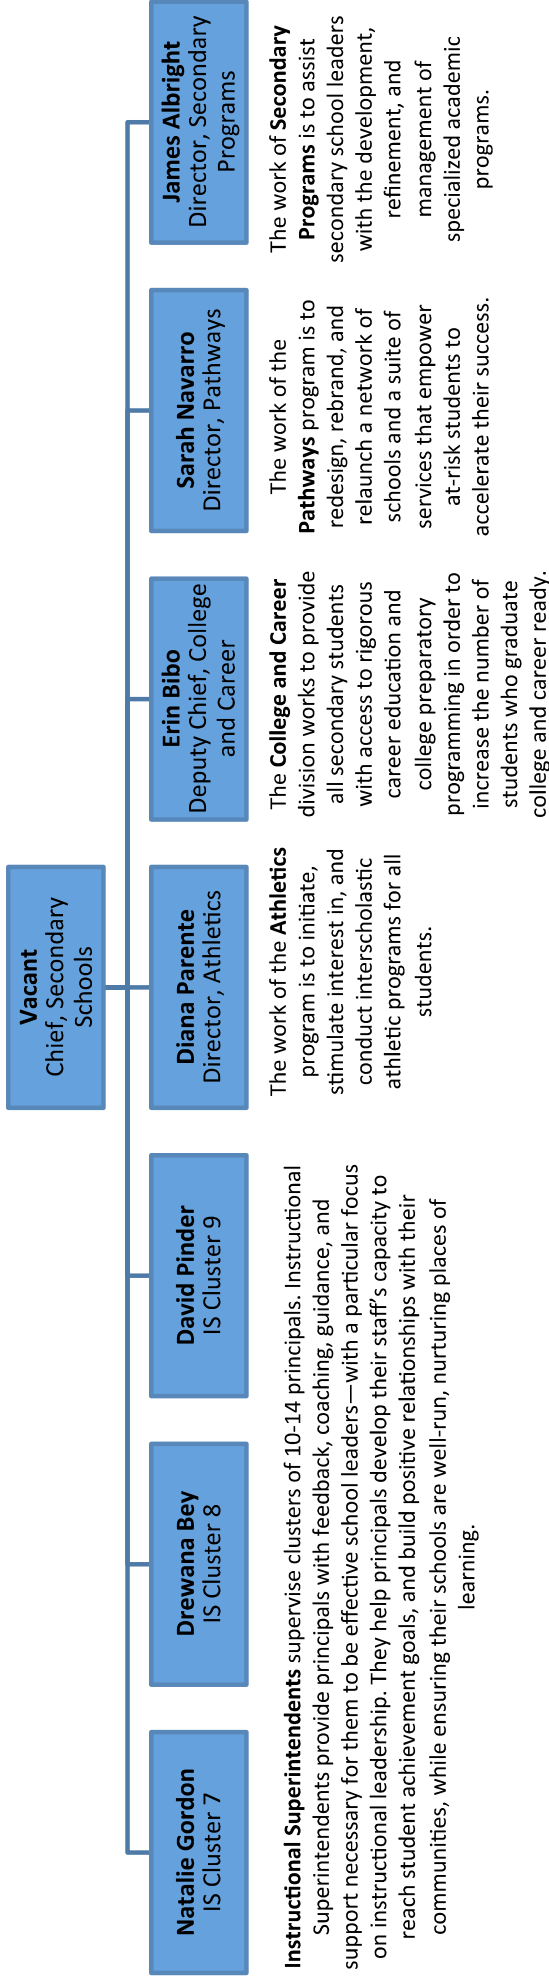 Vacant
Chief, Secondary
Schools
Natalie Gordon
IS Cluster 7
Drewana Bey
IS Cluster 8
David Pinder
IS Cluster 9
Diana Parente
Director, Athletics
Erin Bibo
Deputy Chief, College
and Career
Sarah Navarro
Director, Pathways
James Albright
Director, Secondary
Programs
Instructional Superintendents supervise clusters of 10-14 principals. Instructional
Superintendents provide principals with feedback, coaching, guidance, and
support necessary for them to be effective school leaders—with a particular focus
on instructional leadership. They help principals develop their staff’s capacity to
reach student achievement goals, and build positive relationships with their
communities, while ensuring their schools are well-run, nurturing places of
learning.
The work of the Athletics
program is to initiate,
stimulate interest in, and
conduct interscholastic
athletic programs for all
students.
The College and Career
division works to provide
all secondary students
with access to rigorous
career education and
college preparatory
programming in order to
increase the number of
students who graduate
college and career ready.
The work of the
Pathways program is to
redesign, rebrand, and
relaunch a network of
schools and a suite of
services that empower
at-risk students to
accelerate their success.
The work of Secondary
Programs is to assist
secondary school leaders
with the development,
refinement, and
management of
specialized academic
programs.